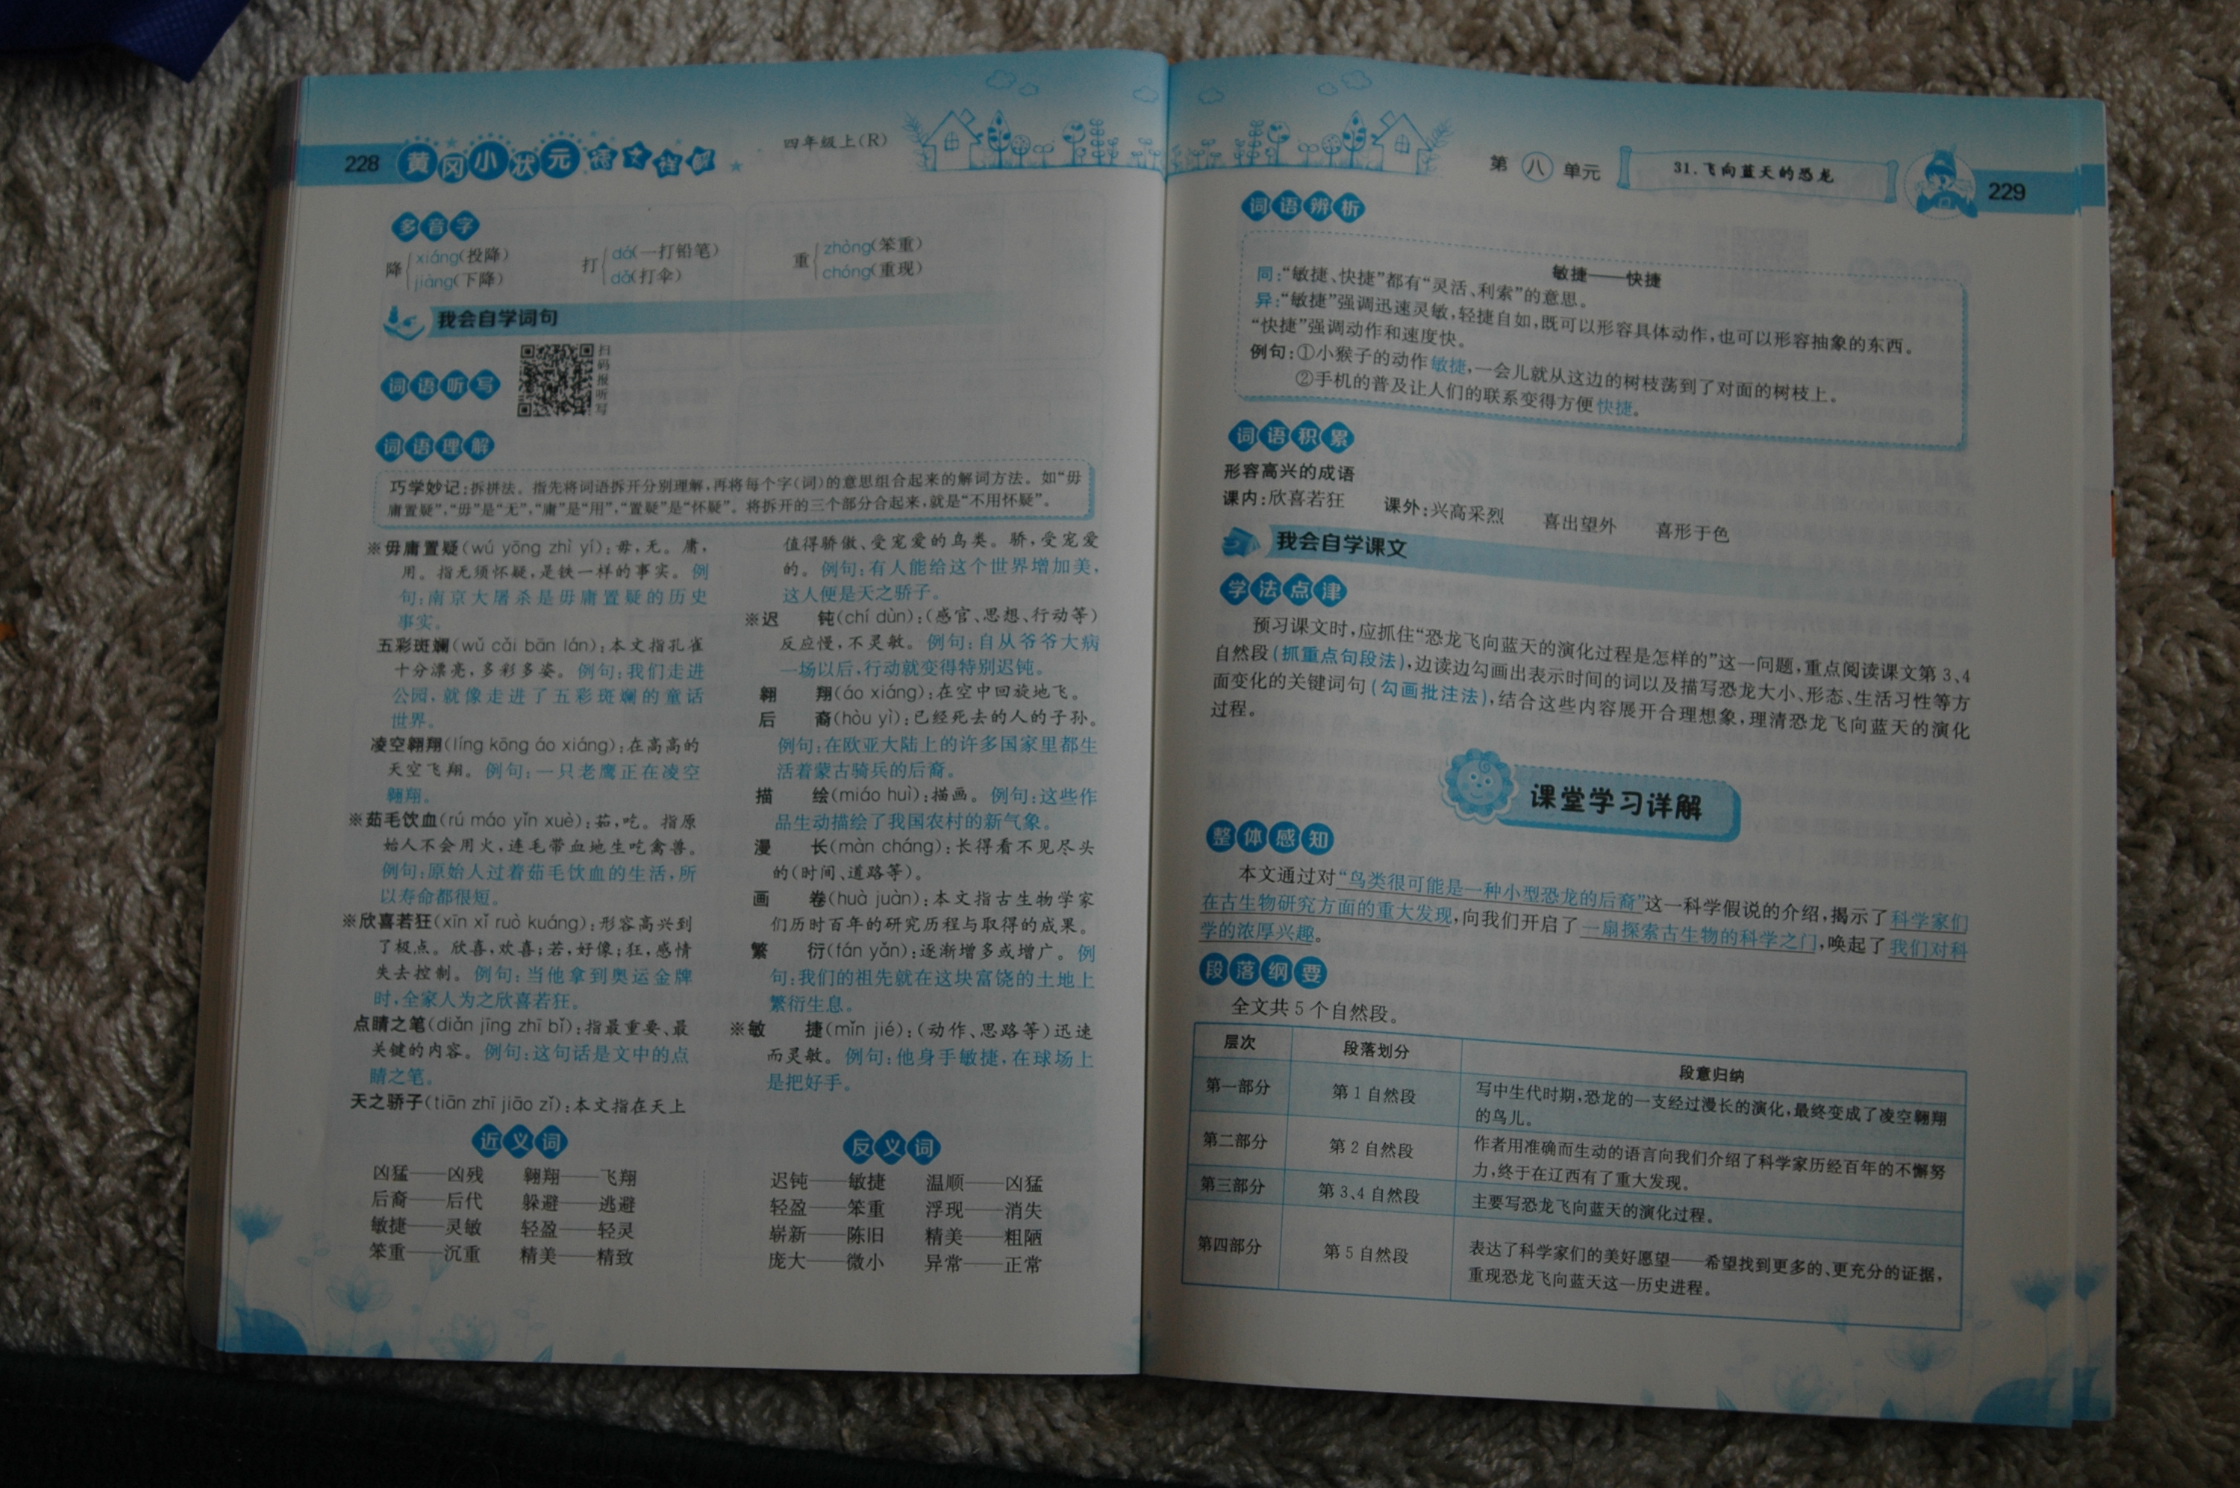 228 黄冈小状元 详解 四年级上(R)
多音字
降 xiáng(投降) jiàng(下降)
打 dá(一打铅笔) dǎ(打伞)
重 zhòng(笨重) chóng(重现)
我会自学词句
词语听写
扫码报听写
词语理解
巧学妙记:拆拼法。指先将词语拆开分别理解,再将每个字(词)的意思组合起来的解词方法。如“毋
庸置疑”,“毋”是“无”,“庸”是“用”,“置疑”是“怀疑”。将拆开的三个部分合起来,就是“不用怀疑”。
※毋庸置疑(wú yōng zhì yí):毋,无。庸,
用。指无须怀疑,是铁一样的事实。例
句:南京大屠杀是毋庸置疑的历史
事实。
五彩斑斓(wǔ cǎi bān lán):本文指孔雀
十分漂亮,多彩多姿。例句:我们走进
公园,就像走进了五彩斑斓的童话
世界。
凌空翱翔(líng kōng áo xiáng):在高高的
天空飞翔。例句:一只老鹰正在凌空
翱翔。
※茹毛饮血(rú máo yǐn xuè):茹,吃。指原
始人不会用火,连毛带血地生吃禽兽。
例句:原始人过着茹毛饮血的生活,所
以寿命都很短。
※欣喜若狂(xīn xǐ ruò kuáng):形容高兴到
了极点。欣喜,欢喜;若,好像;狂,感情
失去控制。例句:当他拿到奥运金牌
时,全家人为之欣喜若狂。
点睛之笔(diǎn jīng zhī bǐ):指最重要、最
关键的内容。例句:这句话是文中的点
睛之笔。
天之骄子(tiān zhī jiāo zǐ):本文指在天上
值得骄傲、受宠爱的鸟类。骄,受宠爱
的。例句:有人能给这个世界增加美,
这人便是天之骄子。
※迟 钝(chí dùn):(感官、思想、行动等)
反应慢,不灵敏。例句:自从爷爷大病
一场以后,行动就变得特别迟钝。
翱 翔(áo xiáng):在空中回旋地飞。
后 裔(hòu yì):已经死去的人的子孙。
例句:在欧亚大陆上的许多国家里都生
活着蒙古骑兵的后裔。
描 绘(miáo huì):描画。例句:这些作
品生动描绘了我国农村的新气象。
漫 长(màn cháng):长得看不见尽头
的(时间、道路等)。
画 卷(huà juàn):本文指古生物学家
们历时百年的研究历程与取得的成果。
繁 衍(fán yǎn):逐渐增多或增广。例
句:我们的祖先就在这块富饶的土地上
繁衍生息。
※敏 捷(mǐn jié):(动作、思路等)迅速
而灵敏。例句:他身手敏捷,在球场上
是把好手。
近义词
凶猛——凶残 翱翔——飞翔
后裔——后代 躲避——逃避
敏捷——灵敏 轻盈——轻灵
笨重——沉重 精美——精致
反义词
迟钝——敏捷 温顺——凶猛
轻盈——笨重 浮现——消失
崭新——陈旧 精美——粗陋
庞大——微小 异常——正常
第八单元 31.飞向蓝天的恐龙 229
词语辨析
敏捷——快捷
同:“敏捷、快捷”都有“灵活、利索”的意思。
异:“敏捷”强调迅速灵敏,轻捷自如,既可以形容具体动作,也可以形容抽象的东西。
“快捷”强调动作和速度快。
例句:①小猴子的动作敏捷,一会儿就从这边的树枝荡到了对面的树枝上。
②手机的普及让人们的联系变得方便快捷。
词语积累
形容高兴的成语
课内:欣喜若狂 课外:兴高采烈 喜出望外 喜形于色
我会自学课文
学法点津
预习课文时,应抓住“恐龙飞向蓝天的演化过程是怎样的”这一问题,重点阅读课文第3、4
自然段(抓重点句段法),边读边勾画出表示时间的词以及描写恐龙大小、形态、生活习性等方
面变化的关键词句(勾画批注法),结合这些内容展开合理想象,理清恐龙飞向蓝天的演化
过程。
课堂学习详解
整体感知
本文通过对“鸟类很可能是一种小型恐龙的后裔”这一科学假说的介绍,揭示了科学家们
在古生物研究方面的重大发现,向我们开启了一扇探索古生物的科学之门,唤起了我们对科
学的浓厚兴趣。
段落纲要
全文共5个自然段。
层次 段落划分 段意归纳
第一部分 第1自然段 写中生代时期,恐龙的一支经过漫长的演化,最终变成了凌空翱翔
的鸟儿。
第二部分 第2自然段 作者用准确而生动的语言向我们介绍了科学家历经百年的不懈努
力,终于在辽西有了重大发现。
第三部分 第3、4自然段 主要写恐龙飞向蓝天的演化过程。
第四部分 第5自然段 表达了科学家们的美好愿望——希望找到更多的、更充分的证据,
重现恐龙飞向蓝天这一历史进程。